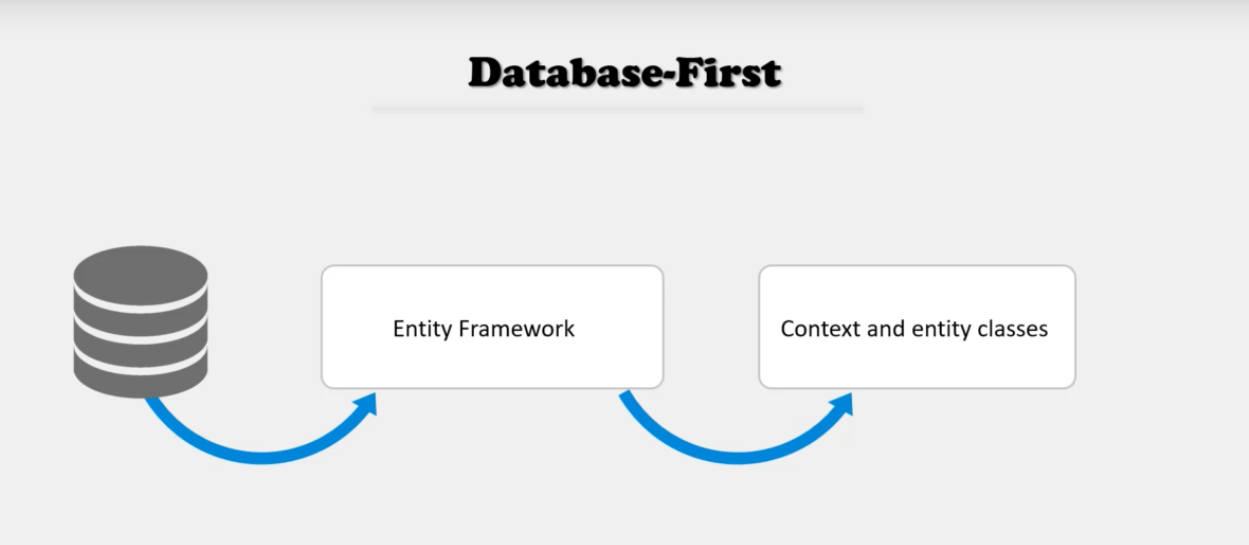 Database-First
Entity Framework
Context and entity classes